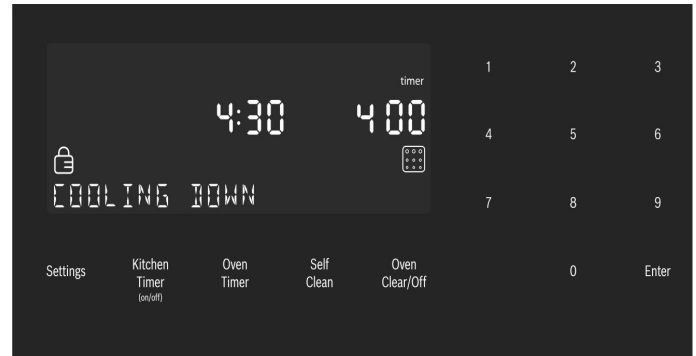 timer
4:30 400
COOLING DOWN
1 2 3
4 5 6
7 8 9
0 Enter
Settings
Kitchen
Timer
(on/off)
Oven
Timer
Self
Clean
Oven
Clear/Off